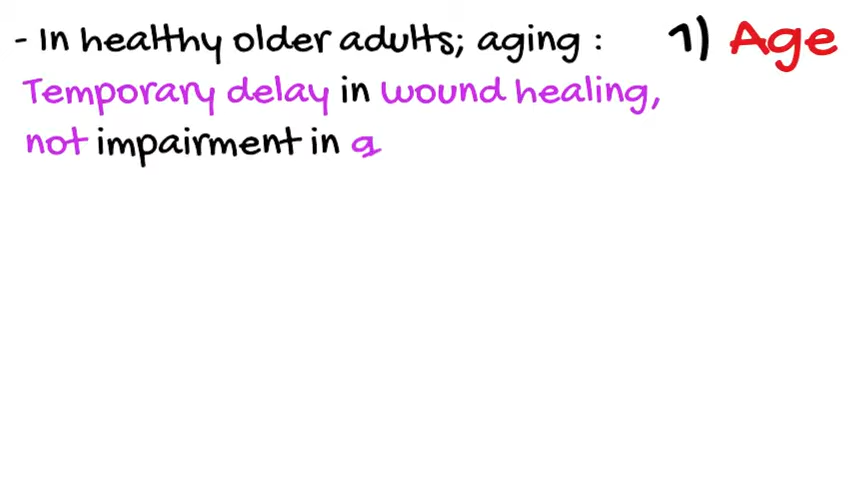 - In healthy older adults; aging :
1) Age
Temporary delay in wound healing,
not impairment in q